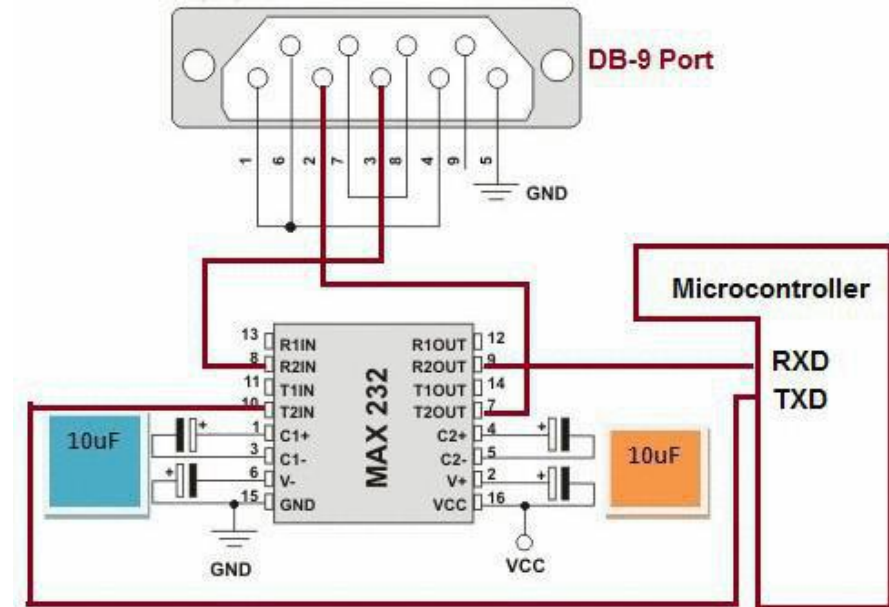 DB-9 Port
1 6 2 7 3 8 4 9 5
GND
Microcontroller
RXD
TXD
MAX 232
13 R1IN R1OUT 12
8 R2IN R2OUT 9
11 T1IN T1OUT 14
10 T2IN T2OUT 7
1 C1+ C2+ 4
3 C1- C2- 5
6 V- V+ 2
15 GND VCC 16
+
+
+
+
10uF
10uF
GND
VCC